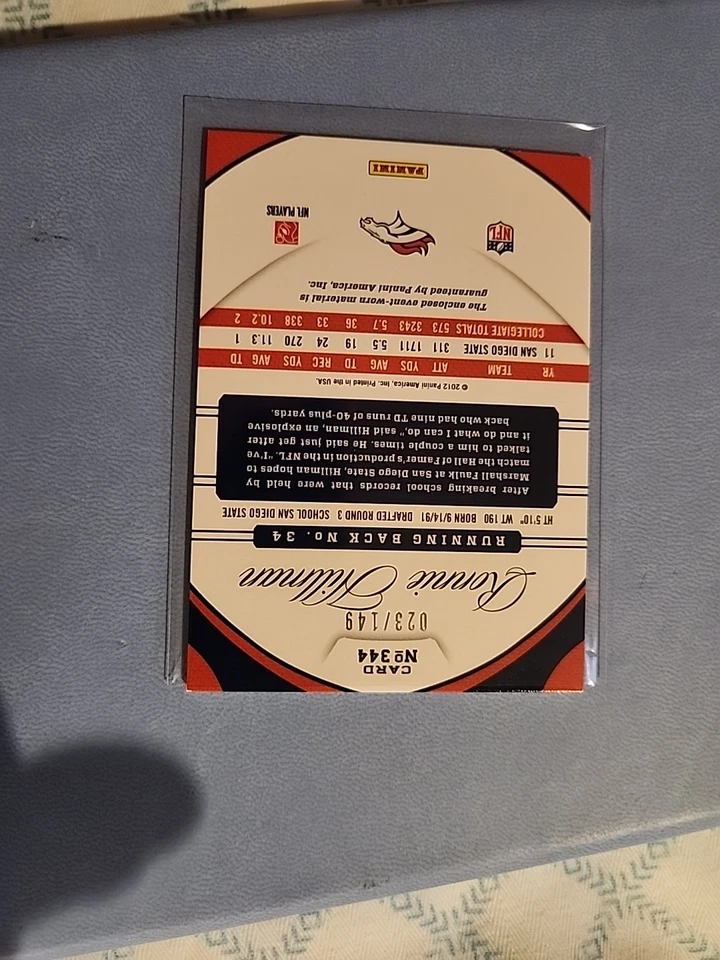 CARD
Nº 344
023/149
Ronnie Hillman
RUNNING BACK No. 34
HT 5'10" WT 190 BORN 9/14/91 DRAFTED ROUND 3 SCHOOL SAN DIEGO STATE
After breaking school records that were held by
Marshall Faulk at San Diego State, Hillman hopes to
match the Hall of Famer's production in the NFL. "I've
talked to him a couple times. He said just get after
it and do what I can do," said Hillman, an explosive
back who had nine TD runs of 40-plus yards.
© 2012 Panini America, Inc. Printed in the USA.
YR TEAM ATT YDS AVG TD REC YDS AVG TD
11 SAN DIEGO STATE 311 1711 5.5 19 24 270 11.3 1
COLLEGIATE TOTALS 573 3243 5.7 36 33 338 10.2 2
The enclosed event-worn material is
guaranteed by Panini America, Inc.
NFL
NFL PLAYERS
PANINI